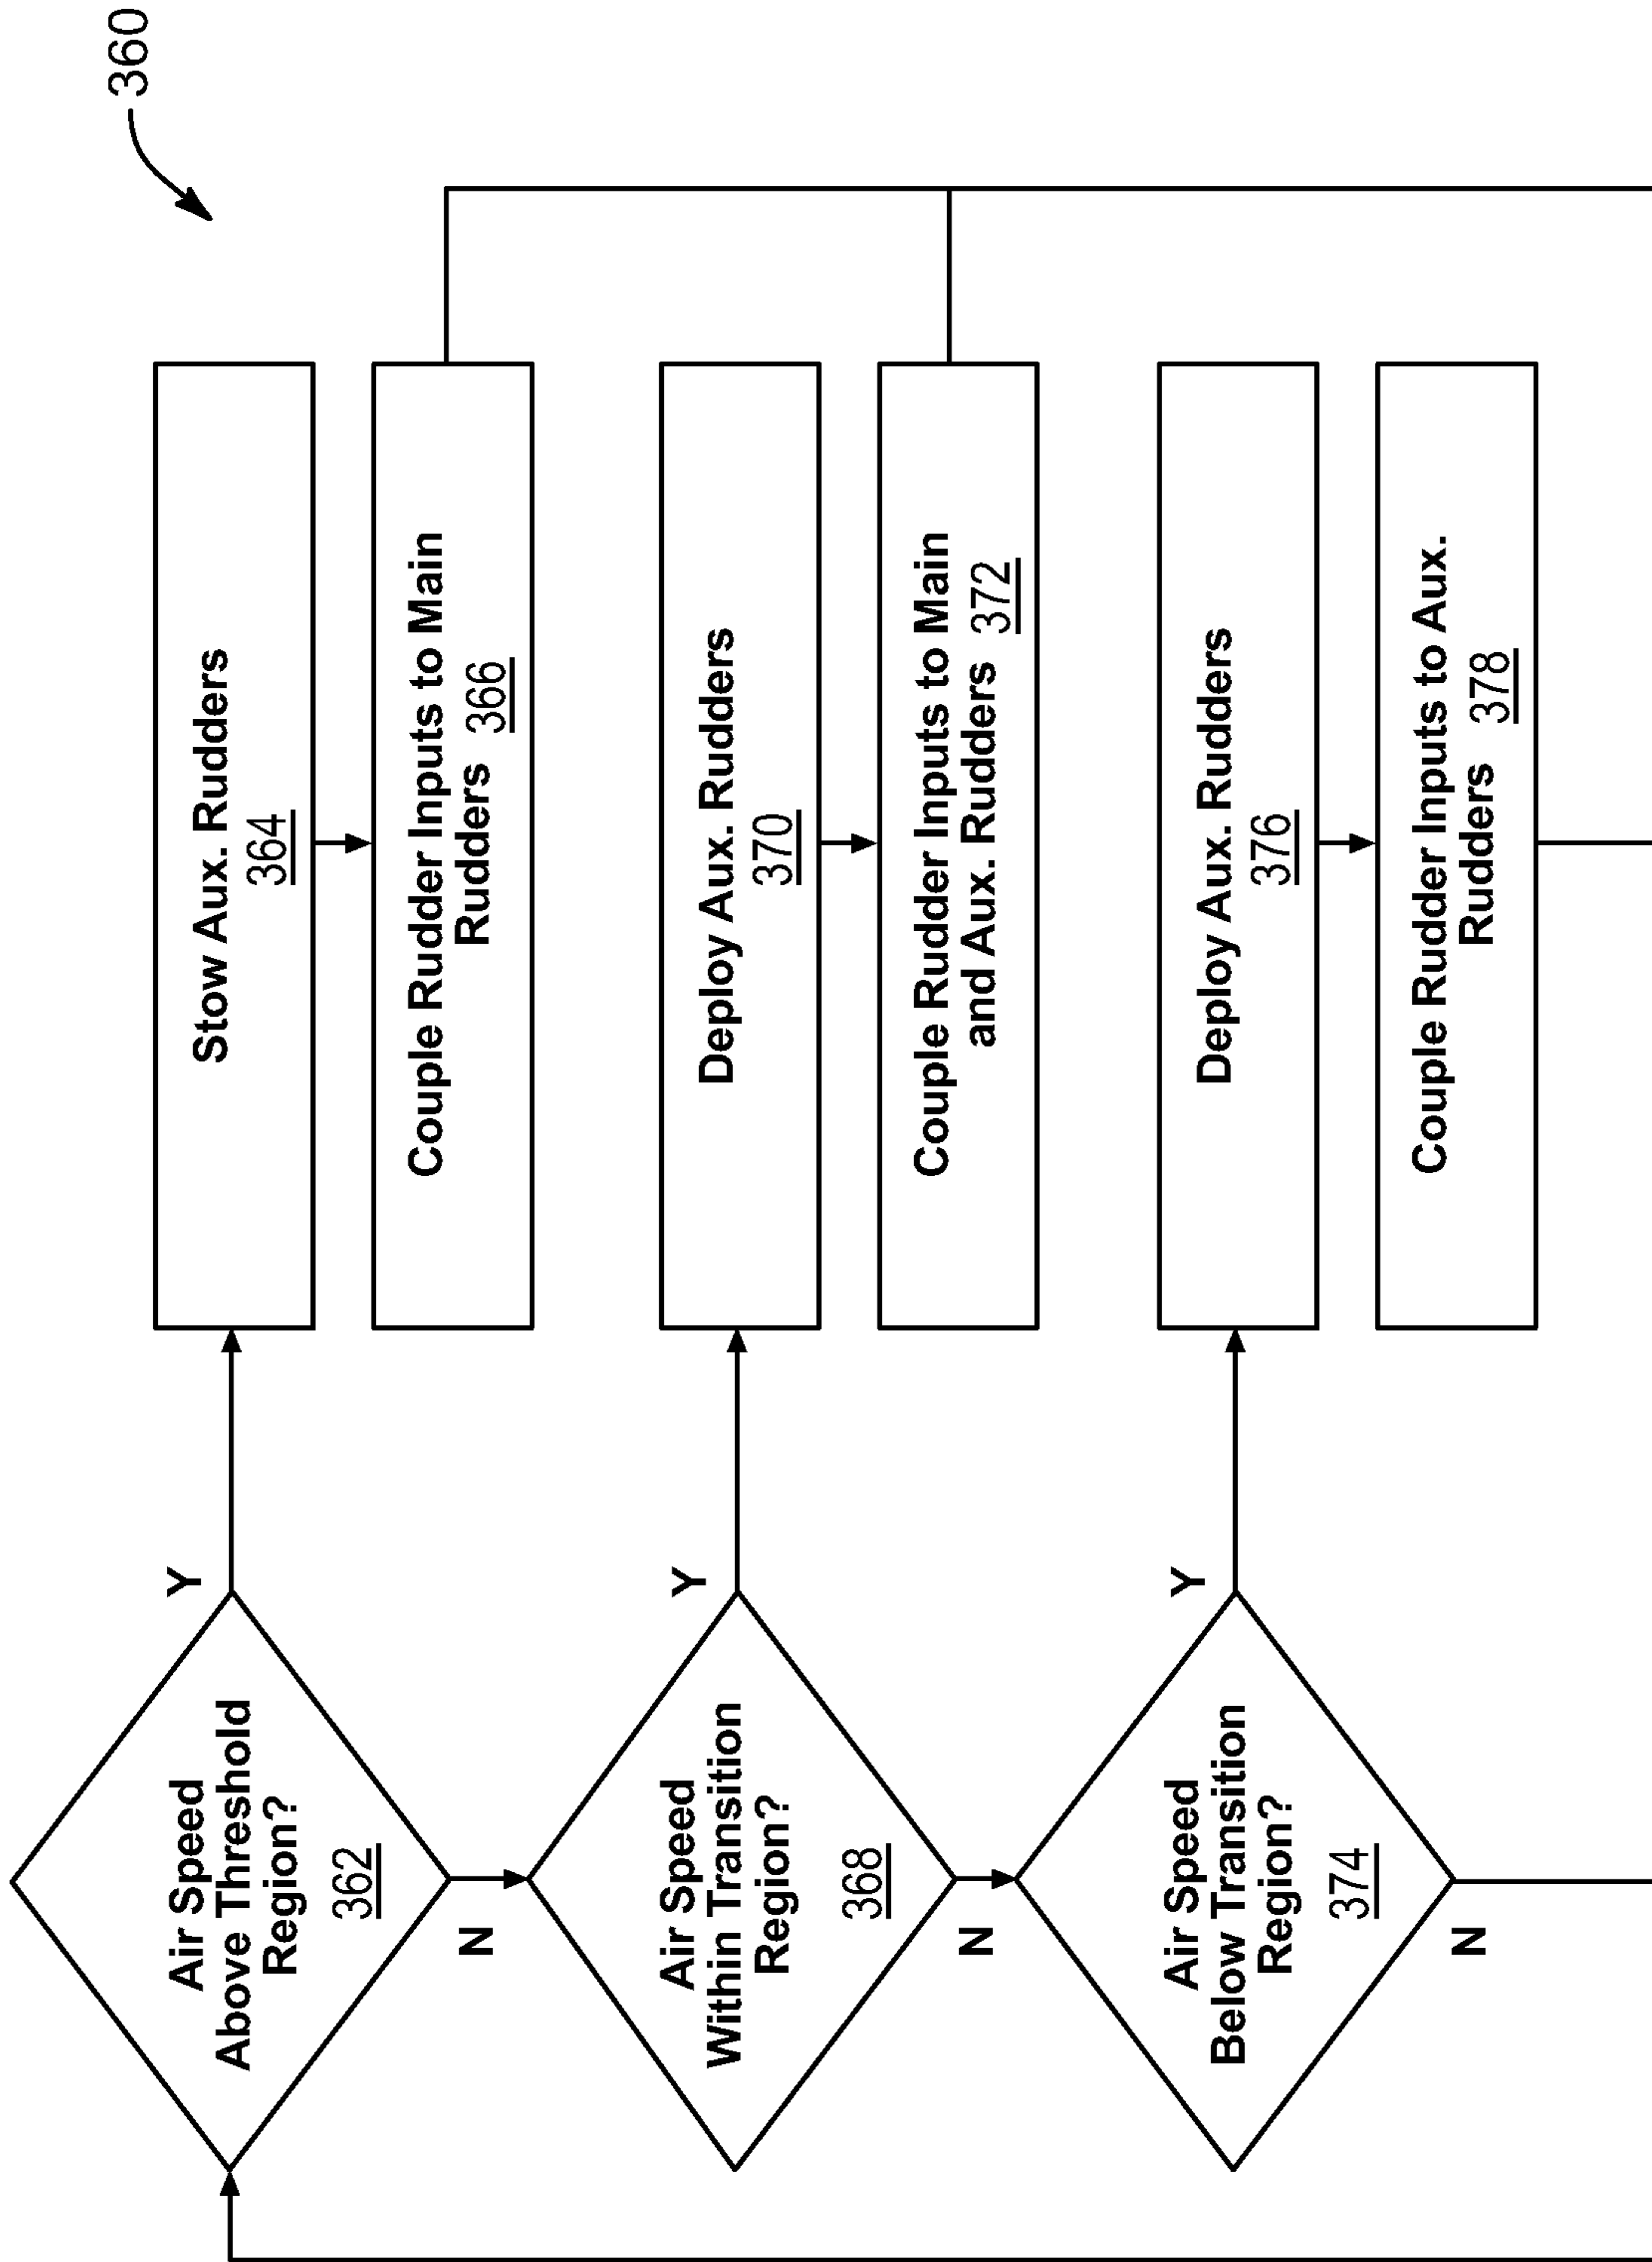 360
Air Speed
Above Threshold
Region?
362
Y
N
Stow Aux. Rudders
364
Couple Rudder Inputs to Main
Rudders 366
Air Speed
Within Transition
Region?
368
Y
N
Deploy Aux. Rudders
370
Couple Rudder Inputs to Main
and Aux. Rudders 372
Air Speed
Below Transition
Region?
374
Y
N
Deploy Aux. Rudders
376
Couple Rudder Inputs to Aux.
Rudders 378